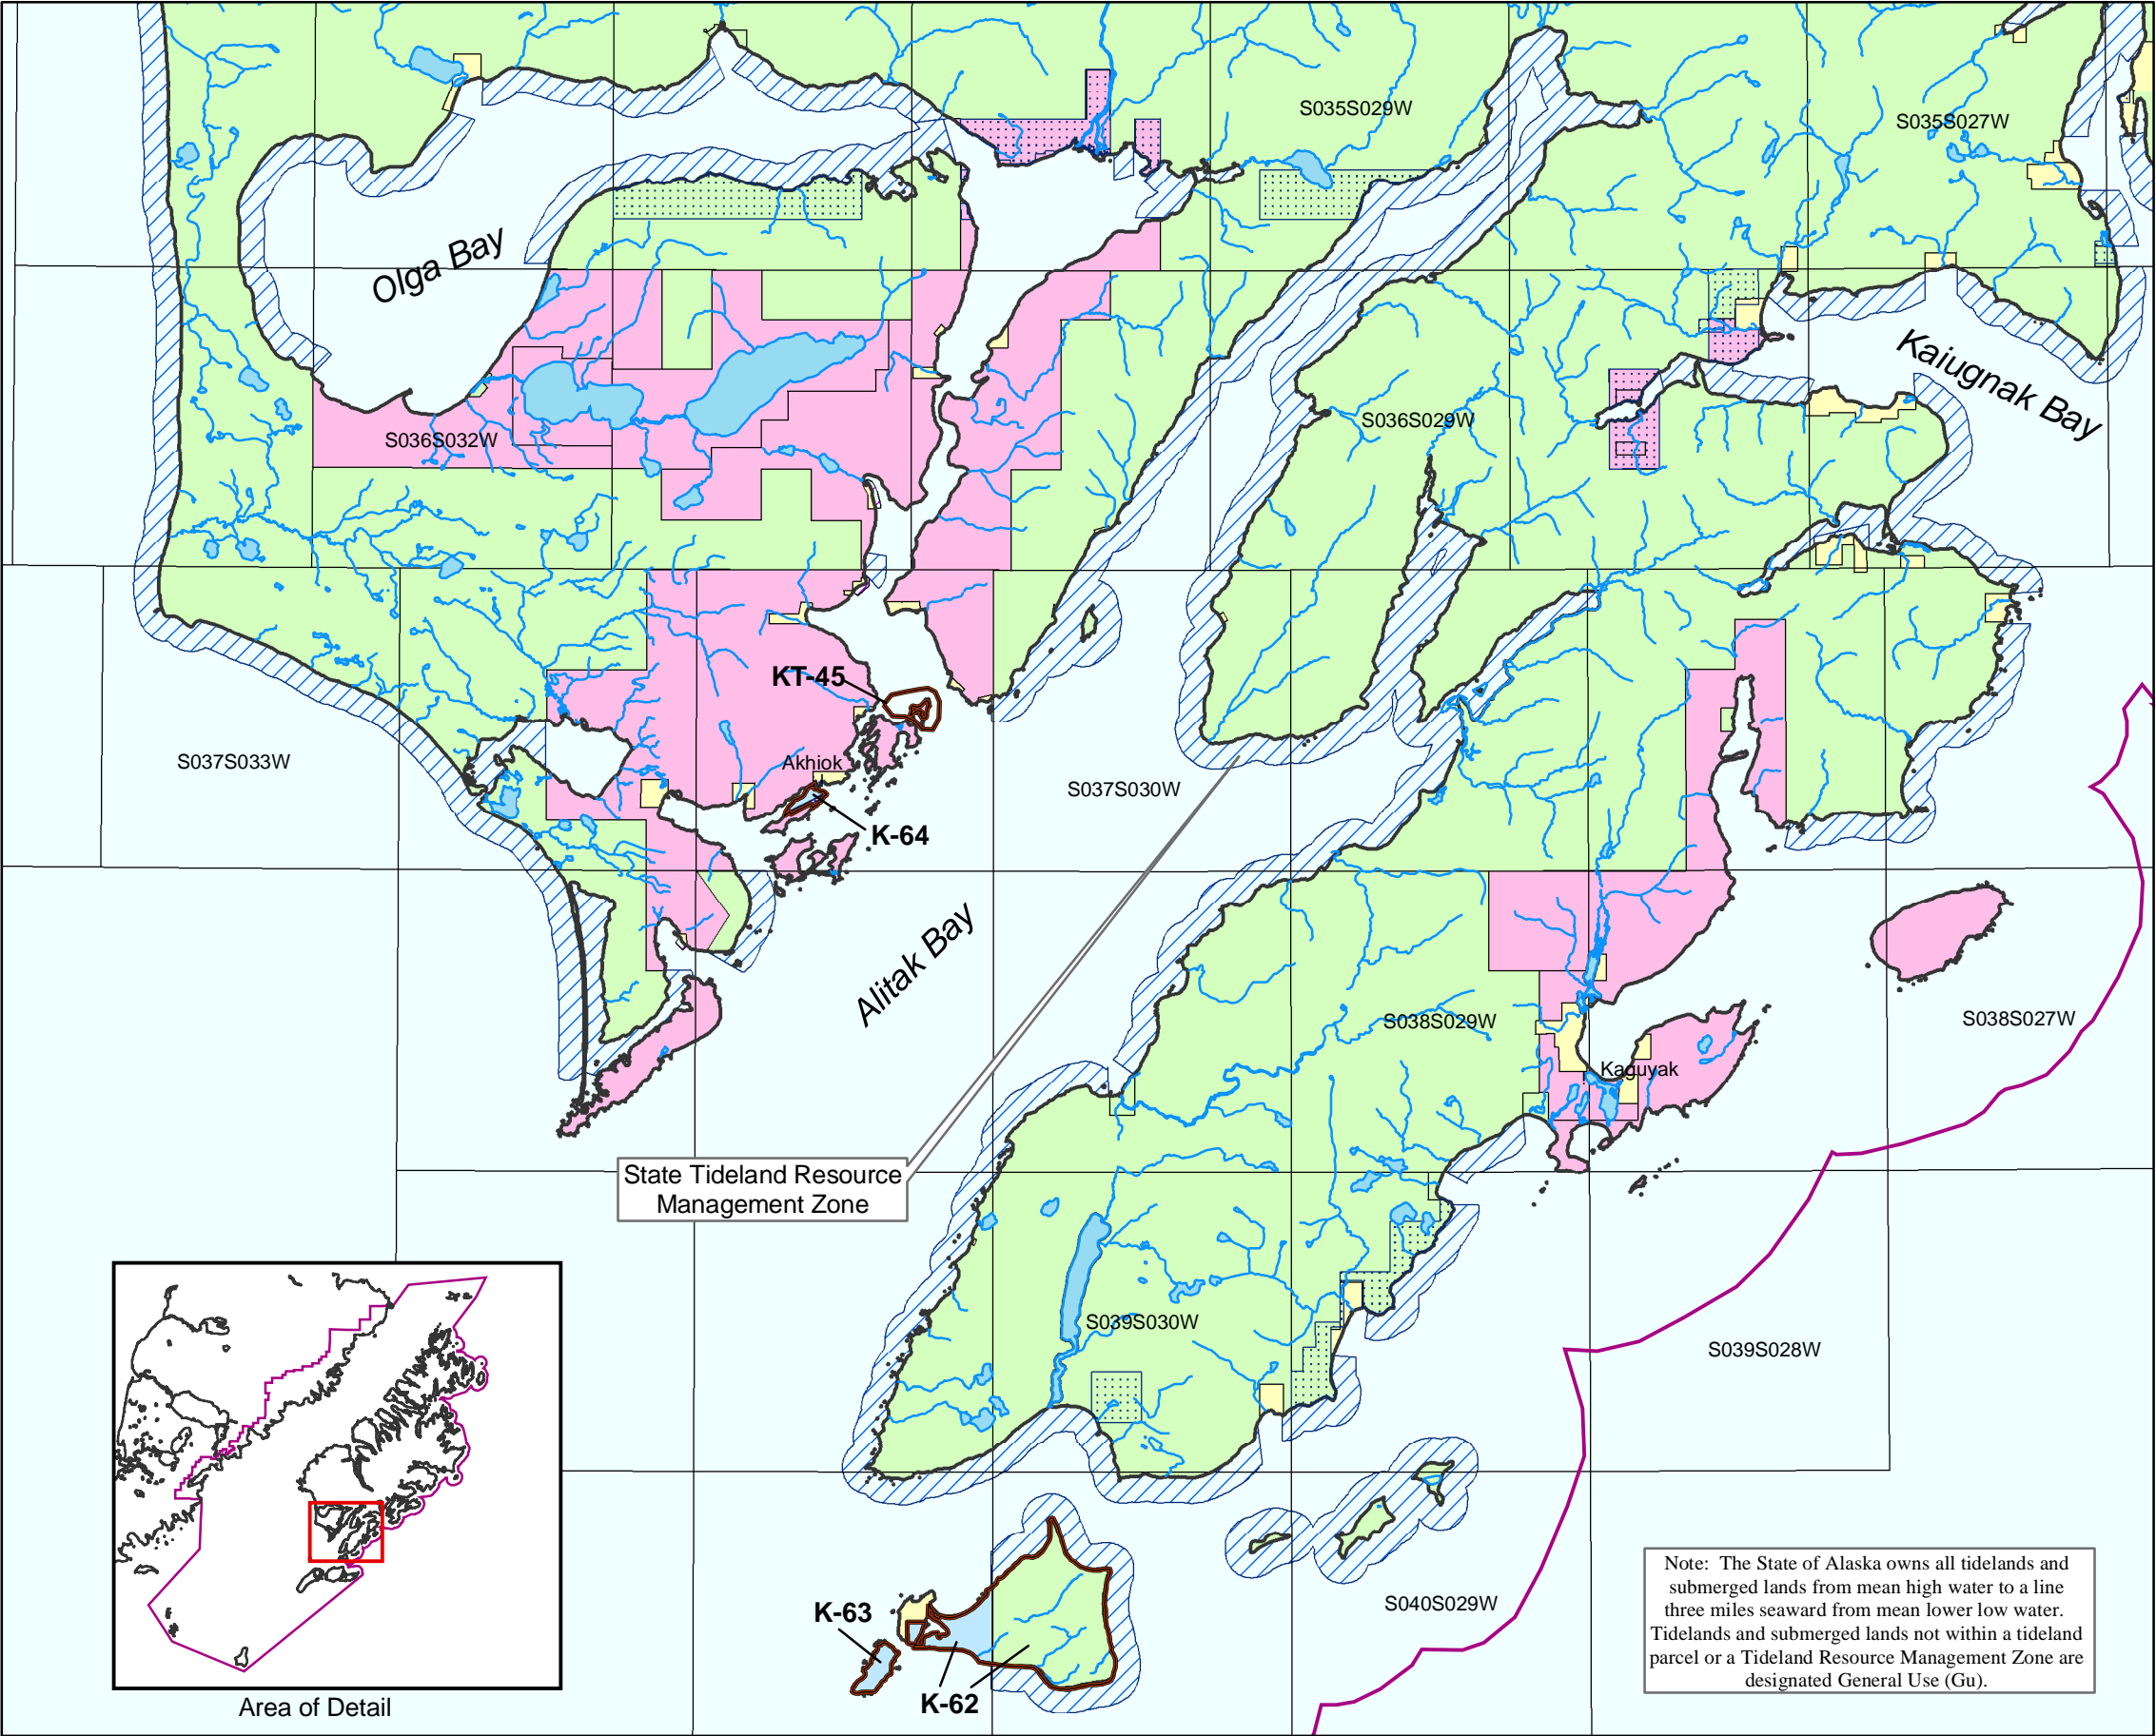 S035S029W
S035S027W
Olga Bay
Kaiugnak Bay
S036S032W
S036S029W
KT-45
S037S033W
Akhiok
S037S030W
K-64
Alitak Bay
S038S029W
S038S027W
Kaguyak
State Tideland Resource
Management Zone
S039S030W
S039S028W
K-63
K-62
S040S029W
Note: The State of Alaska owns all tidelands and
submerged lands from mean high water to a line
three miles seaward from mean lower low water.
Tidelands and submerged lands not within a tideland
parcel or a Tideland Resource Management Zone are
designated General Use (Gu).
Area of Detail